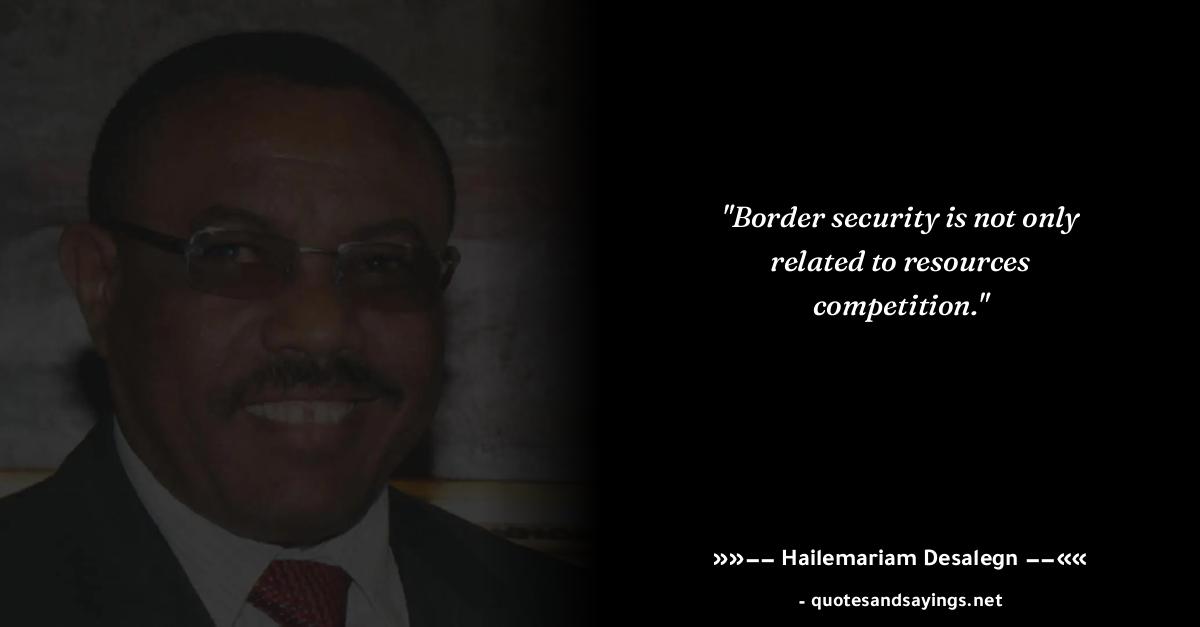 "Border security is not only
related to resources
competition."
»»−− Hailemariam Desalegn −−««
- quotesandsayings.net